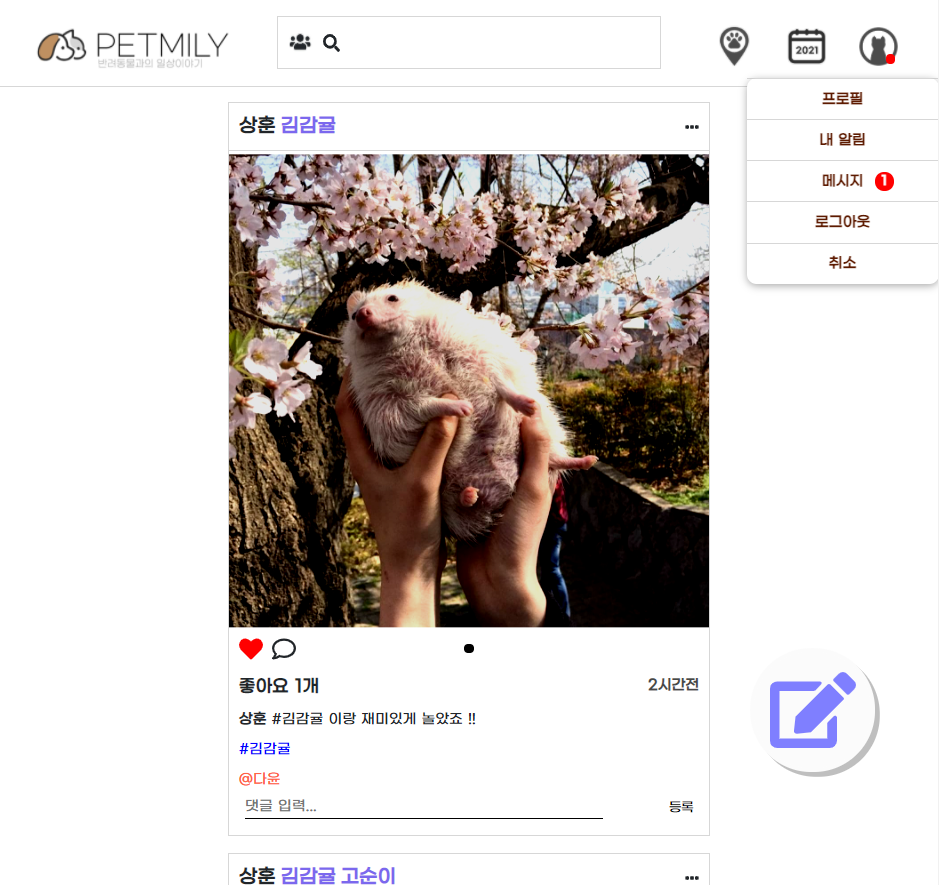 PETMILY
반려동물과의 일상이야기
2021
프로필
내 알림
메시지 1
로그아웃
취소
상훈 김감귤
좋아요 1개
2시간전
상훈 #김감귤 이랑 재미있게 놀았죠 !!
#김감귤
@다윤
댓글 입력...
등록
상훈 김감귤 고순이